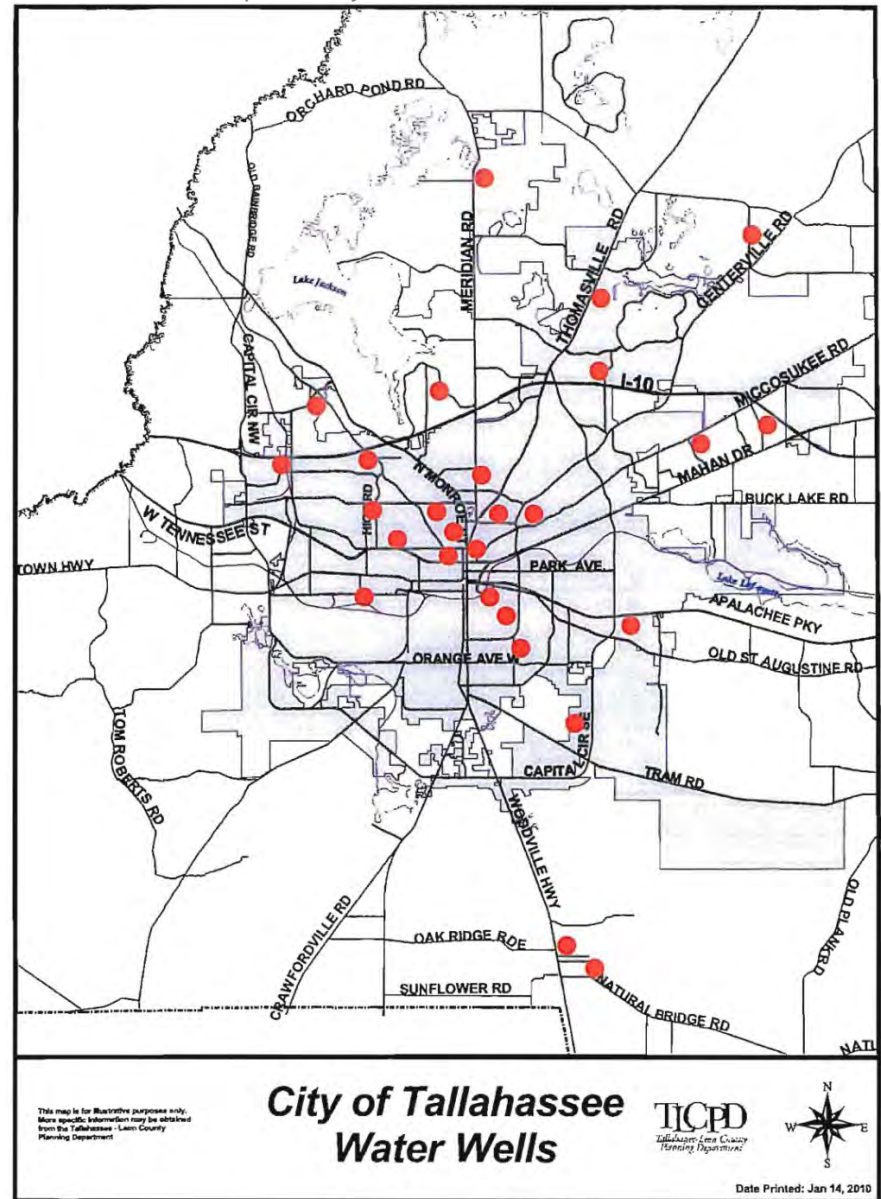 ORCHARD POND RD
OLD BAINBRIDGE RD
MERIDIAN RD
THOMASVILLE RD
CENTERVILLE RD
Lake Jackson
CAPITAL CIR NW
I-10
MICCOSUKEE RD
MAHAN DR
N MONROE
BUCK LAKE RD
W TENNESSEE ST
RD
TOWN HWY
PARK AVE
Lake Lafayette
APALACHEE PKY
ORANGE AVE W
OLD ST AUGUSTINE RD
TOM ROBERTS RD
CAPITAL CIR SE
TRAM RD
WOODVILLE HWY
OLD PLANK RD
CRAWFORDVILLE RD
OAK RIDGE RD E
SUNFLOWER RD
NATURAL BRIDGE RD
NATU
This map is for illustrative purposes only.
More specific information may be obtained
from the Tallahassee - Leon County
Planning Department
City of Tallahassee
Water Wells
TLCPD
Tallahassee-Leon County
Planning Department
N
W E
S
Date Printed: Jan 14, 2010